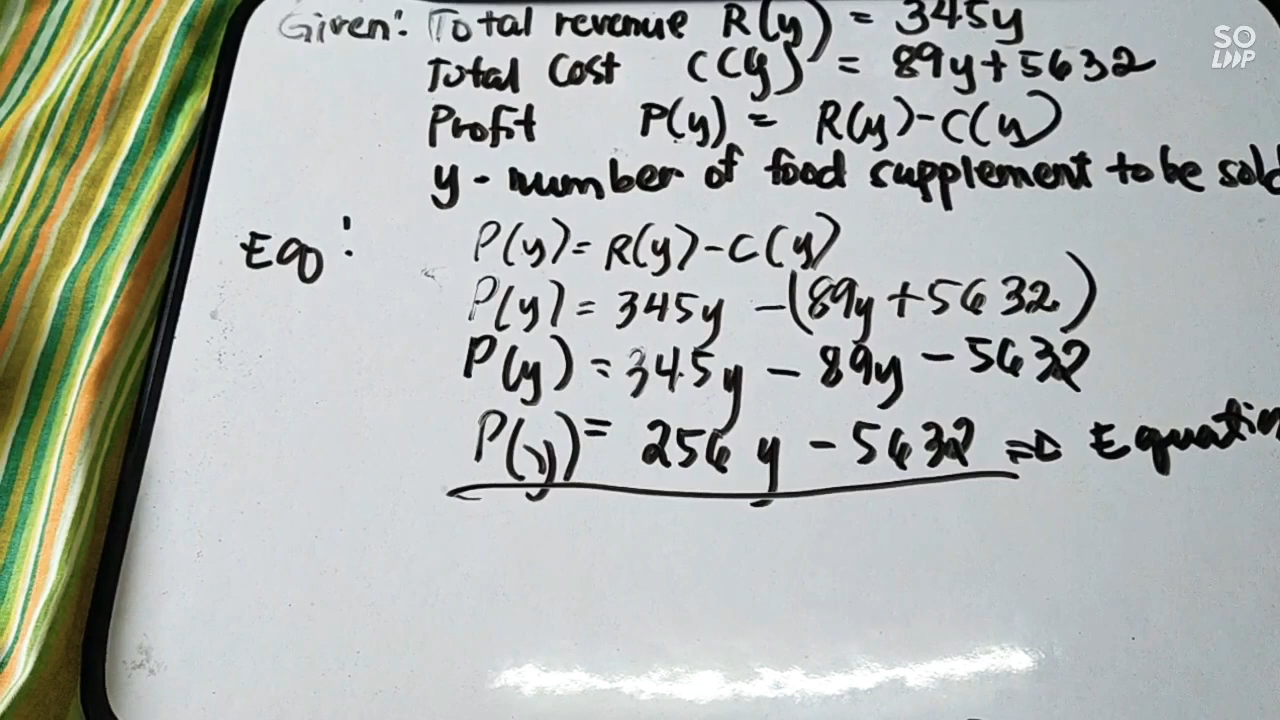 Given: Total revenue R(y) = 345y
Total Cost C(y) = 89y+5632
Profit P(y) = R(y)-C(y)
y - number of food supplement to be sold
Eq: P(y)= R(y)-C(y)
P(y)= 345y -(89y+5632)
P(y) = 345y - 89y - 5632
P(y)= 256y - 5632 ⇒ Equation
SO
LOOP